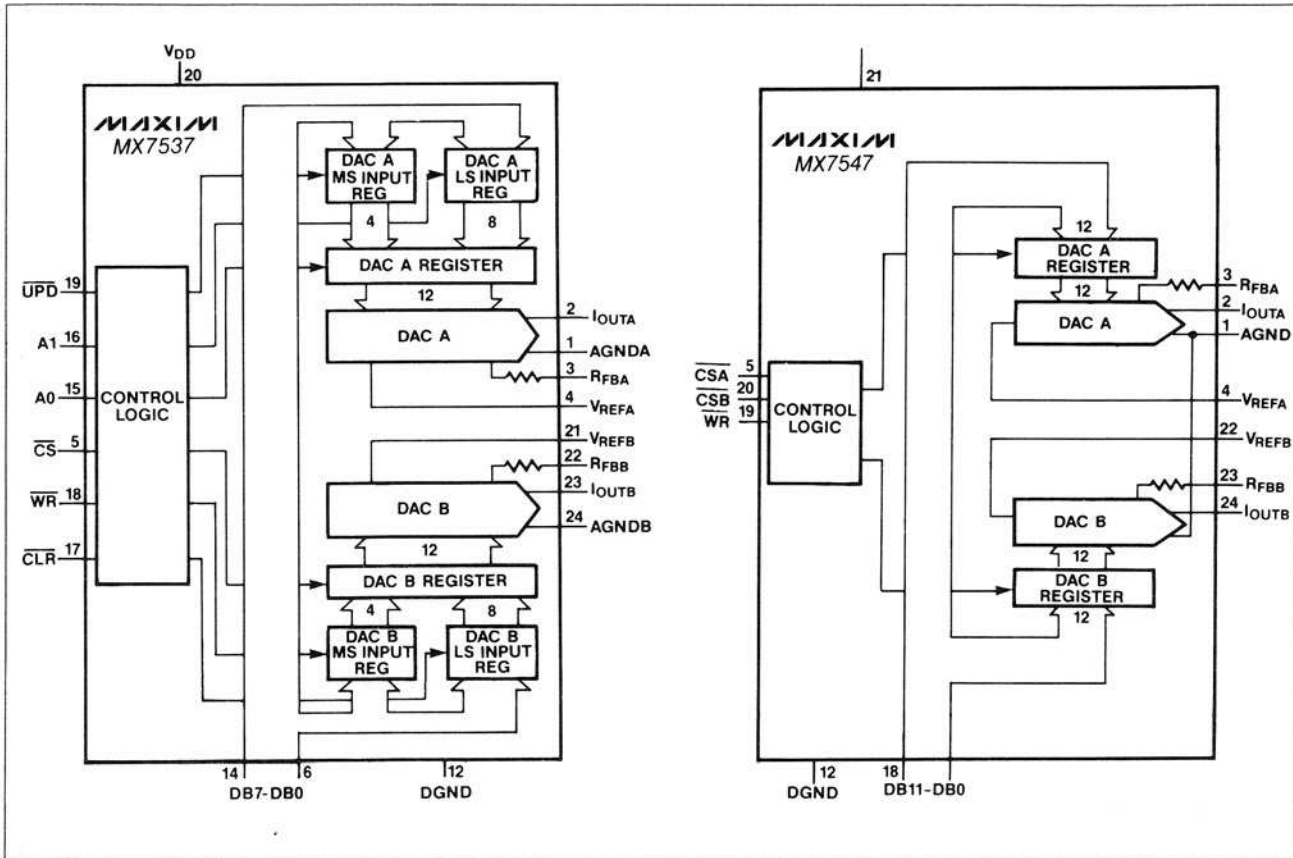 VDD
20
MAXIM
MX7537
DAC A
MS INPUT
REG
DAC A
LS INPUT
REG
4
8
DAC A REGISTER
12
DAC A
UPD 19
A1 16
A0 15
CS 5
WR 18
CLR 17
CONTROL
LOGIC
2 IOUTA
1 AGNDA
3 RFBA
4 VREFA
21 VREFB
22 RFBB
23 IOUTB
24 AGNDB
DAC B
12
DAC B REGISTER
4
8
DAC B
MS INPUT
REG
DAC B
LS INPUT
REG
14
6
12
DB7-DB0
DGND
21
MAXIM
MX7547
12
DAC A
REGISTER
12
DAC A
3 RFBA
2 IOUTA
1 AGND
CSA 5
CSB 20
WR 19
CONTROL
LOGIC
4 VREFA
22 VREFB
23 RFBB
24 IOUTB
DAC B
12
DAC B
REGISTER
12
12
18
DGND
DB11-DB0